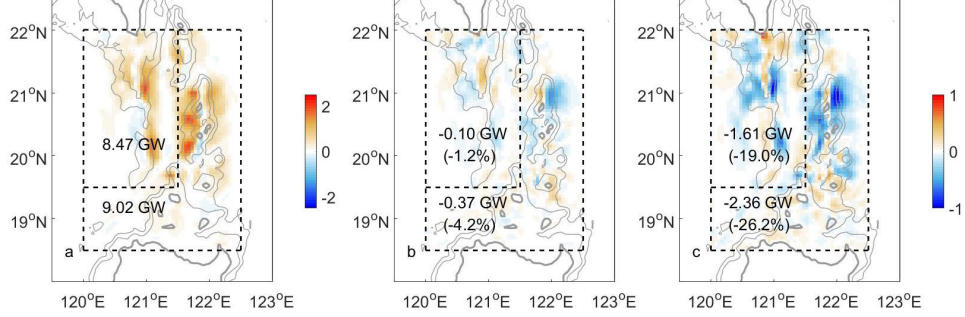 22°N
21°N
20°N
19°N
8.47 GW
9.02 GW
a
120°E 121°E 122°E 123°E
2
0
-2
22°N
21°N
20°N
19°N
-0.10 GW
(-1.2%)
-0.37 GW
(-4.2%)
b
120°E 121°E 122°E 123°E
22°N
21°N
20°N
19°N
-1.61 GW
(-19.0%)
-2.36 GW
(-26.2%)
c
120°E 121°E 122°E 123°E
1
0
-1